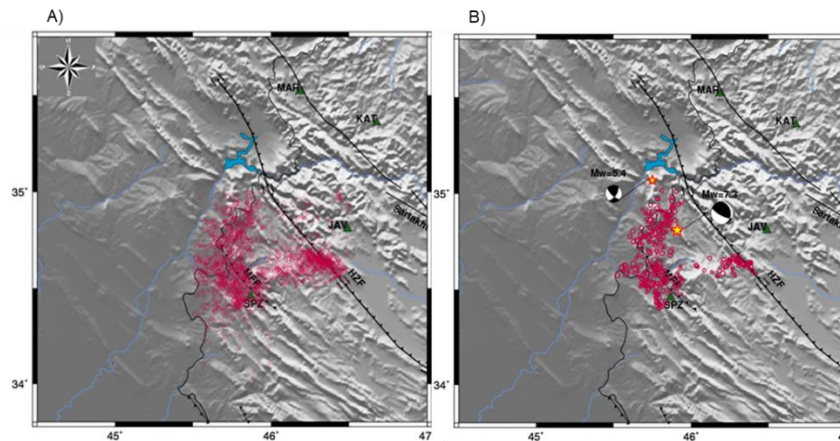 A)
B)
MAR
KAT
JAV
HZF
SPZ
35°
34°
45°
46°
47
MAR
KAT
Mw=5.4
Mw=7.3
JAV
HZF
SPZ
35°
34°
45°
46°